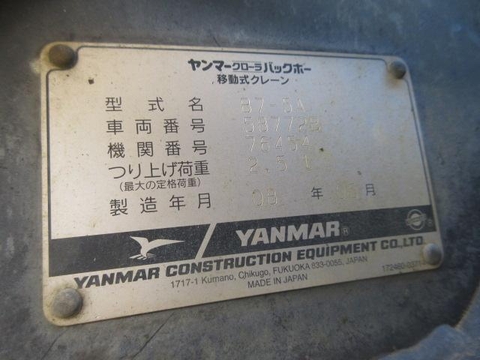 ヤンマークローラバックホー
移動式クレーン
型式名
車両番号
機関番号
つり上げ荷重
(最大の定格荷重)
製造年月 年
YANMAR®
YANMAR CONSTRUCTION EQUIPMENT CO.,LTD.
1717-1 Kumano, Chikugo, FUKUOKA 833-0055, JAPAN
MADE IN JAPAN